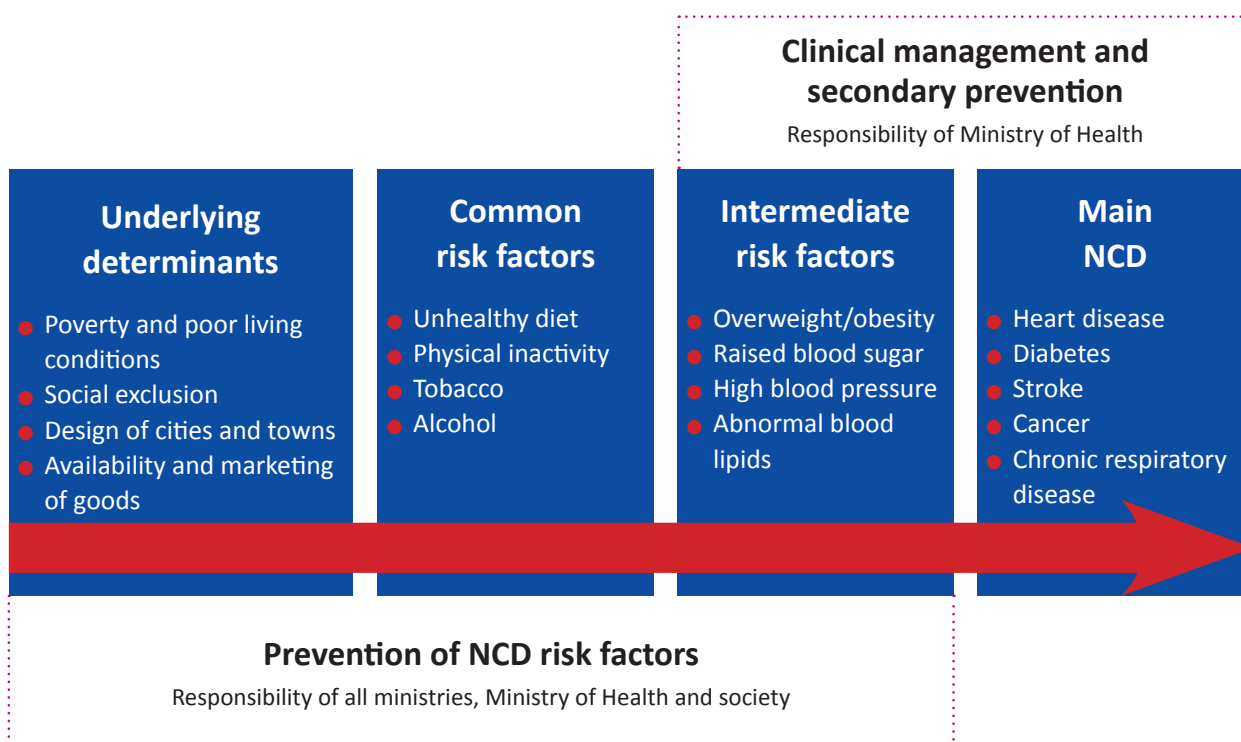 Clinical management and
secondary prevention
Responsibility of Ministry of Health
Underlying
determinants
Poverty and poor living
conditions
Social exclusion
Design of cities and towns
Availability and marketing
of goods
Common
risk factors
Unhealthy diet
Physical inactivity
Tobacco
Alcohol
Intermediate
risk factors
Overweight/obesity
Raised blood sugar
High blood pressure
Abnormal blood
lipids
Main
NCD
Heart disease
Diabetes
Stroke
Cancer
Chronic respiratory
disease
Prevention of NCD risk factors
Responsibility of all ministries, Ministry of Health and society